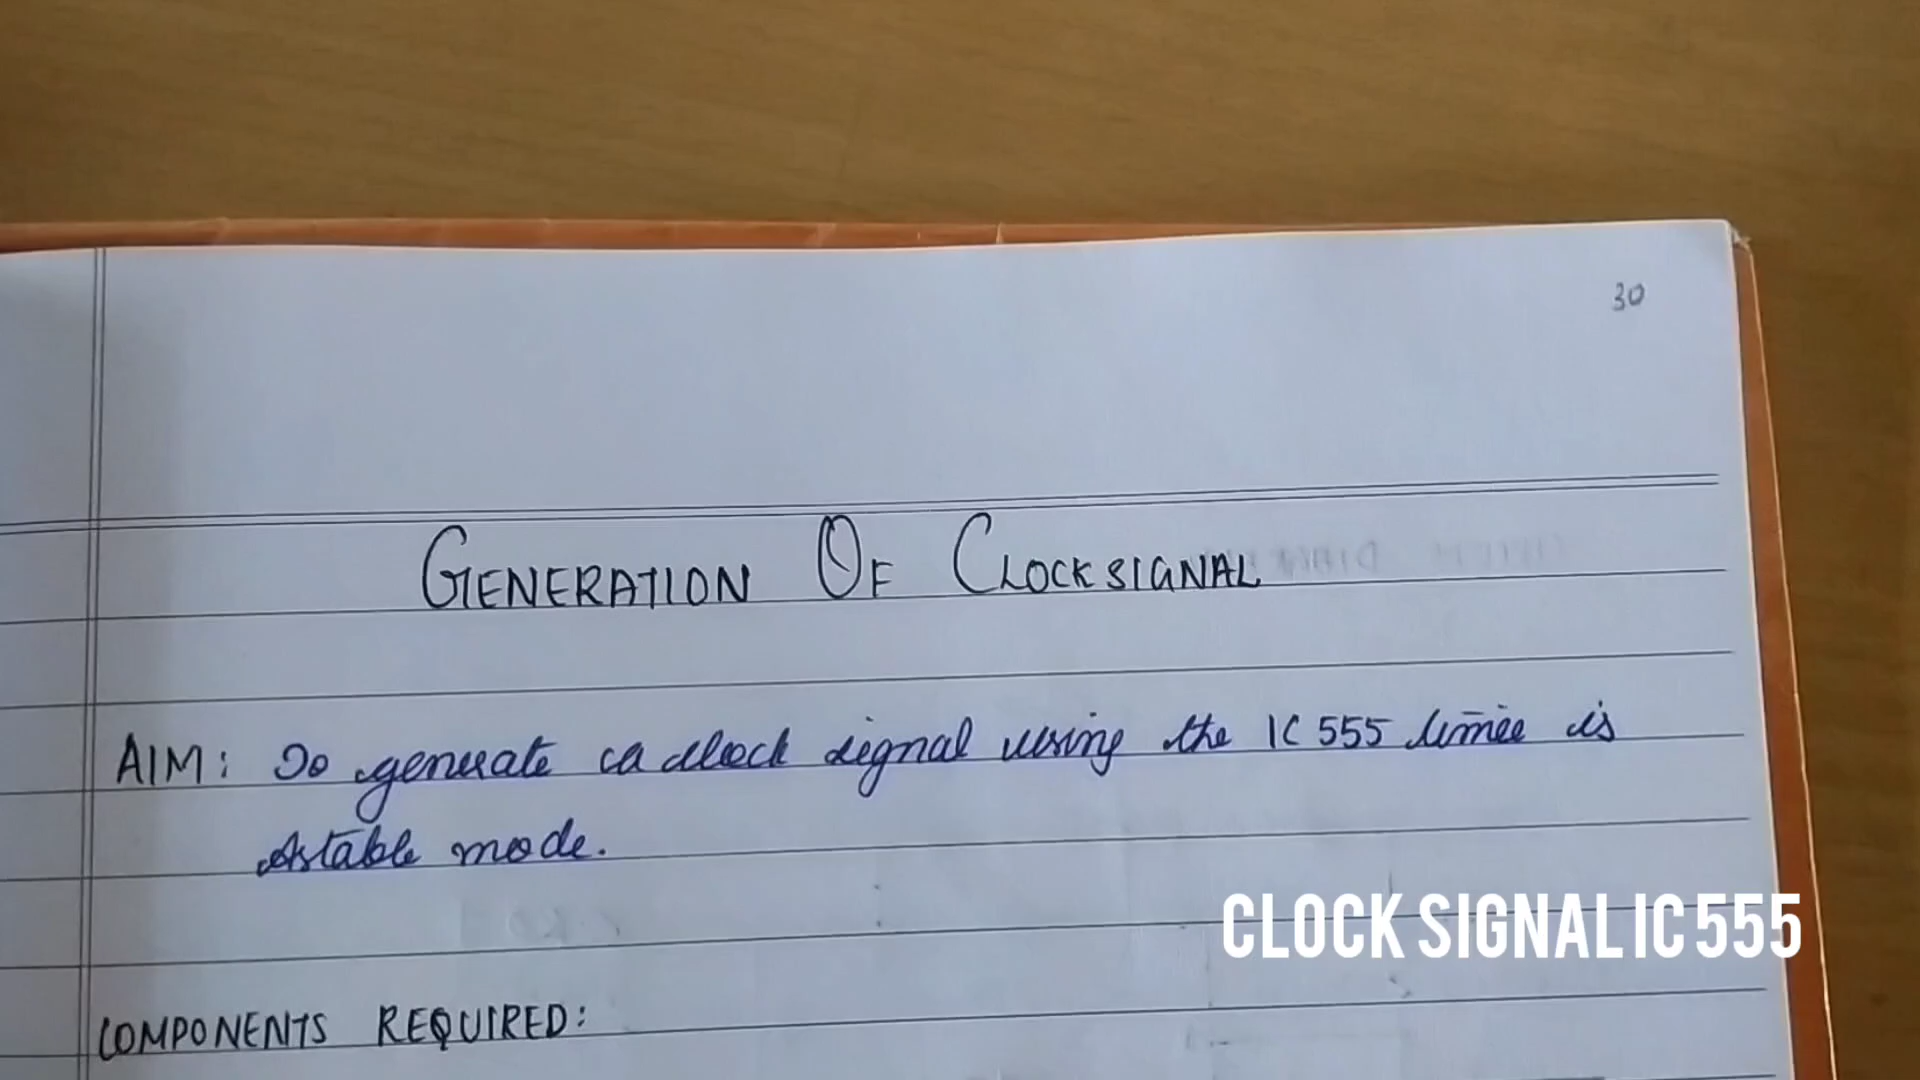 30
GENERATION OF CLOCK SIGNAL
AIM: To generate a clock signal using the IC 555 timer is
Astable mode.
CLOCK SIGNAL IC 555
COMPONENTS REQUIRED: